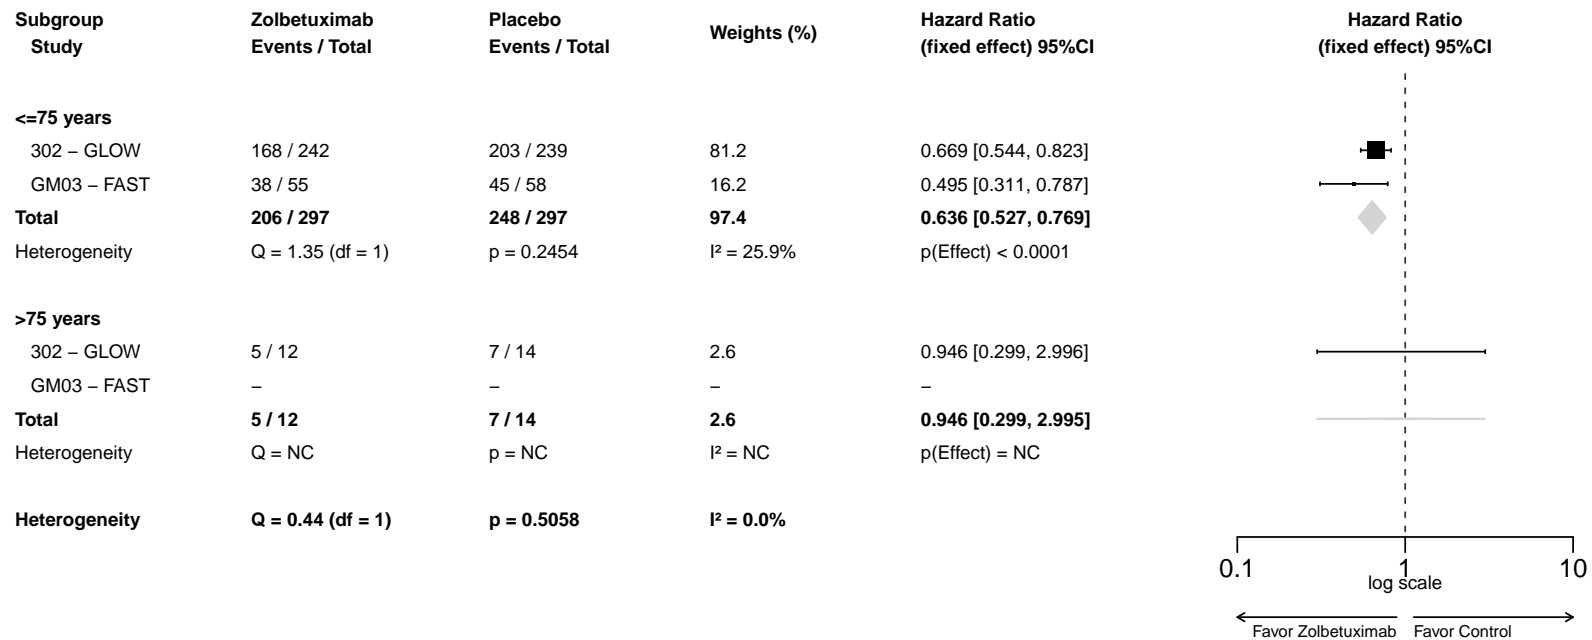 Subgroup Zolbetuximab Placebo Weights (%) Hazard Ratio Hazard Ratio
Study Events / Total Events / Total (fixed effect) 95%CI (fixed effect) 95%CI
<=75 years
302 − GLOW 168 / 242 203 / 239 81.2 0.669 [0.544, 0.823]
GM03 − FAST 38 / 55 45 / 58 16.2 0.495 [0.311, 0.787]
Total 206 / 297 248 / 297 97.4 0.636 [0.527, 0.769]
Heterogeneity Q = 1.35 (df = 1) p = 0.2454 I² = 25.9% p(Effect) < 0.0001
>75 years
302 − GLOW 5 / 12 7 / 14 2.6 0.946 [0.299, 2.996]
GM03 − FAST − − − −
Total 5 / 12 7 / 14 2.6 0.946 [0.299, 2.995]
Heterogeneity Q = NC p = NC I² = NC p(Effect) = NC
Heterogeneity Q = 0.44 (df = 1) p = 0.5058 I² = 0.0%
0.1 1 10
log scale
Favor Zolbetuximab Favor Control